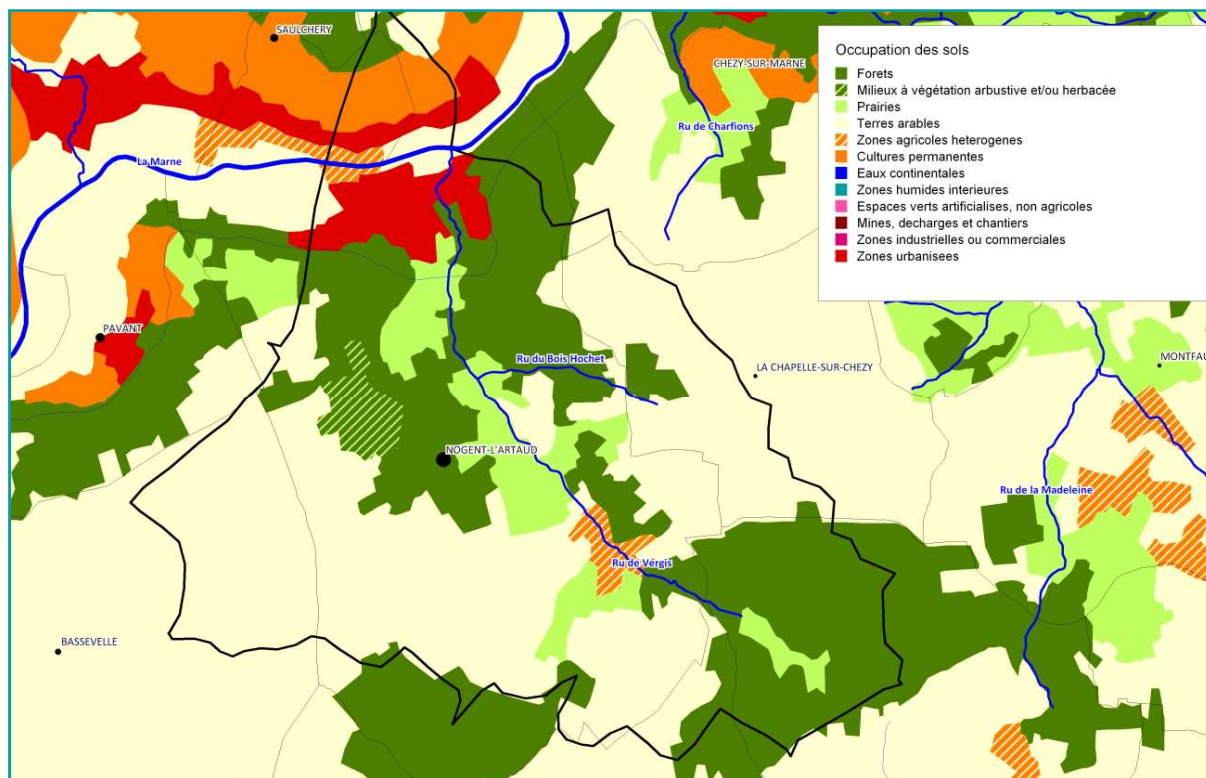 SAULCHERY
CHEZY-SUR-MARNE
Occupation des sols
Forets
Milieux à végétation arbustive et/ou herbacée
Prairies
Terres arables
Zones agricoles heterogenes
Cultures permanentes
Eaux continentales
Zones humides interieures
Espaces verts artificialises, non agricoles
Mines, decharges et chantiers
Zones industrielles ou commerciales
Zones urbanisees
Ru de Charfions
La Marne
PAVANT
Ru du Bois Hochet
LA CHAPELLE-SUR-CHEZY
MONTFAU
NOGENT-L'ARTAUD
Ru de la Madeleine
Ru de Vergis
BASSEVELLE